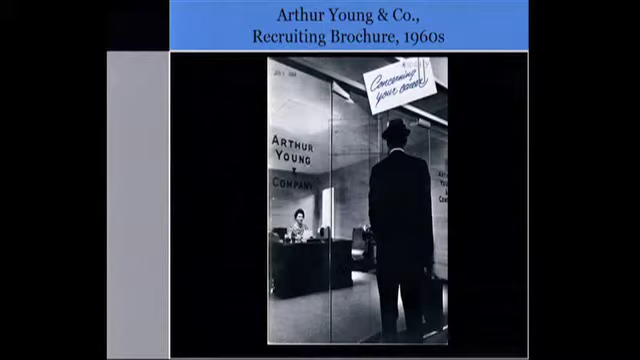 Arthur Young & Co.,
Recruiting Brochure, 1960s
Concerning
your career
ARTHUR
YOUNG
&
COMPANY